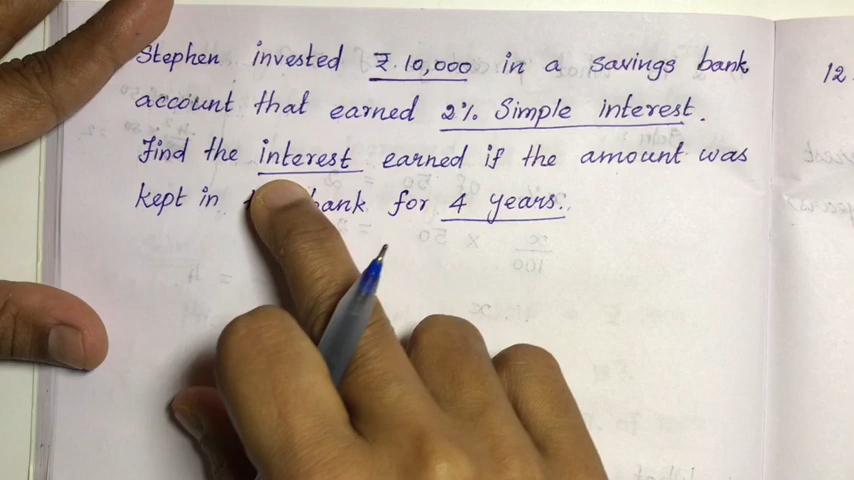 Stephen invested ₹.10,000 in a savings bank
account that earned 2% Simple interest.
Find the interest earned if the amount was
kept in bank for 4 years.
12.